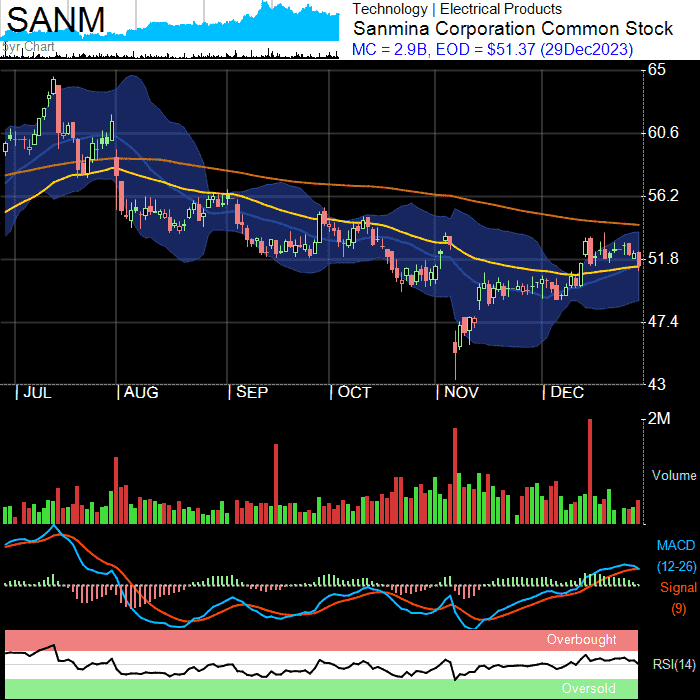 SANM
5yr Chart
Technology | Electrical Products
Sanmina Corporation Common Stock
MC = 2.9B, EOD = $51.37 (29Dec2023)
65
60.6
56.2
51.8
47.4
43
| JUL | AUG | SEP | OCT | NOV | DEC
2M
Volume
MACD
(12-26)
Signal
(9)
Overbought
RSI(14)
Oversold